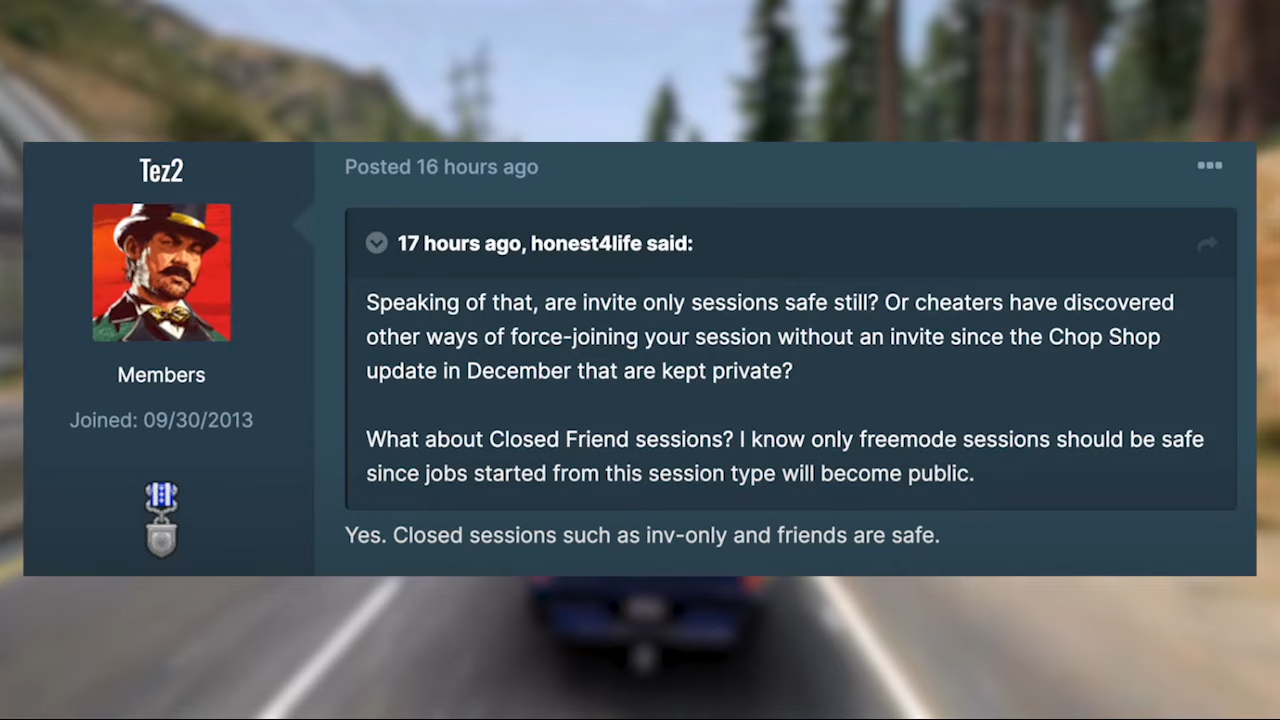 Tez2
Members
Joined: 09/30/2013
Posted 16 hours ago
17 hours ago, honest4life said:
Speaking of that, are invite only sessions safe still? Or cheaters have discovered
other ways of force-joining your session without an invite since the Chop Shop
update in December that are kept private?
What about Closed Friend sessions? I know only freemode sessions should be safe
since jobs started from this session type will become public.
Yes. Closed sessions such as inv-only and friends are safe.